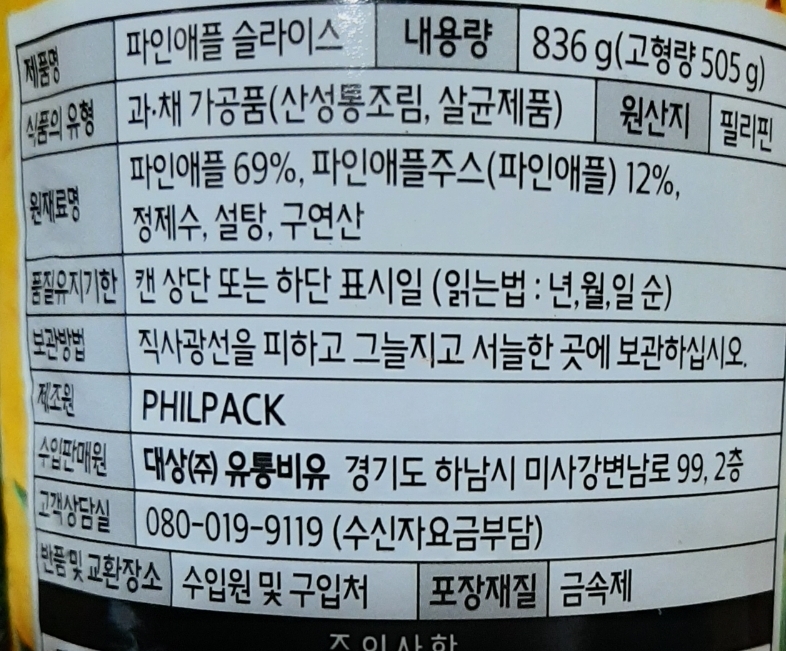 제품명 파인애플 슬라이스 내용량 836 g(고형량 505 g)
식품의 유형 과·채 가공품(산성통조림, 살균제품) 원산지 필리핀
원재료명 파인애플 69%, 파인애플주스(파인애플) 12%,
정제수, 설탕, 구연산
품질유지기한 캔 상단 또는 하단 표시일 (읽는법 : 년,월,일 순)
보관방법 직사광선을 피하고 그늘지고 서늘한 곳에 보관하십시오.
제조원 PHILPACK
수입판매원 대상(주) 유통비유 경기도 하남시 미사강변남로 99, 2층
고객상담실 080-019-9119 (수신자요금부담)
반품 및 교환장소 수입원 및 구입처 포장재질 금속제
주의사항